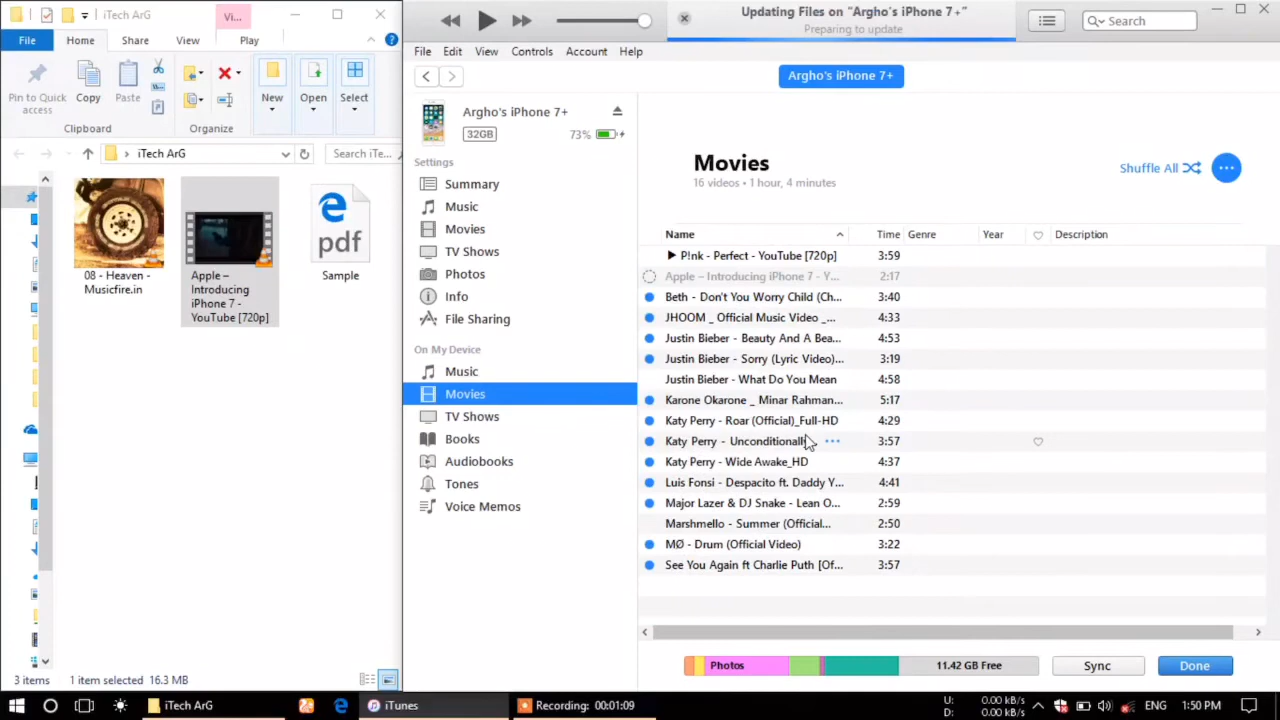 iTech ArG
Vi...
File
Home
Share
View
Play
Pin to Quick
access
Copy
Paste
New
Open
Select
Clipboard
Organize
iTech ArG
Search iTe...
08 - Heaven -
Musicfire.in
Apple –
Introducing
iPhone 7 -
YouTube [720p]
pdf
Sample
3 items
1 item selected 16.3 MB
Updating Files on "Argho's iPhone 7+"
Preparing to update
Search
File Edit View Controls Account Help
Argho's iPhone 7+
Argho's iPhone 7+
32GB
73%
Settings
Summary
Music
Movies
TV Shows
Photos
Info
File Sharing
On My Device
Music
Movies
TV Shows
Books
Audiobooks
Tones
Voice Memos
Movies
16 videos • 1 hour, 4 minutes
Shuffle All
Name Time Genre Year Description
P!nk - Perfect - YouTube [720p] 3:59
Apple – Introducing iPhone 7 - Y... 2:17
Beth - Don't You Worry Child (Ch... 3:40
JHOOM _ Official Music Video _... 4:33
Justin Bieber - Beauty And A Bea... 4:53
Justin Bieber - Sorry (Lyric Video)... 3:19
Justin Bieber - What Do You Mean 4:58
Karone Okarone _ Minar Rahman... 5:17
Katy Perry - Roar (Official)_Full-HD 4:29
Katy Perry - Unconditionall ... 3:57
Katy Perry - Wide Awake_HD 4:37
Luis Fonsi - Despacito ft. Daddy Y... 4:41
Major Lazer & DJ Snake - Lean O... 2:59
Marshmello - Summer (Official... 2:50
MØ - Drum (Official Video) 3:22
See You Again ft Charlie Puth [Of... 3:57
Photos
11.42 GB Free
Sync
Done
iTech ArG
iTunes
Recording: 00:01:09
U: 0.00 kB/s
D: 0.00 kB/s
ENG
1:50 PM